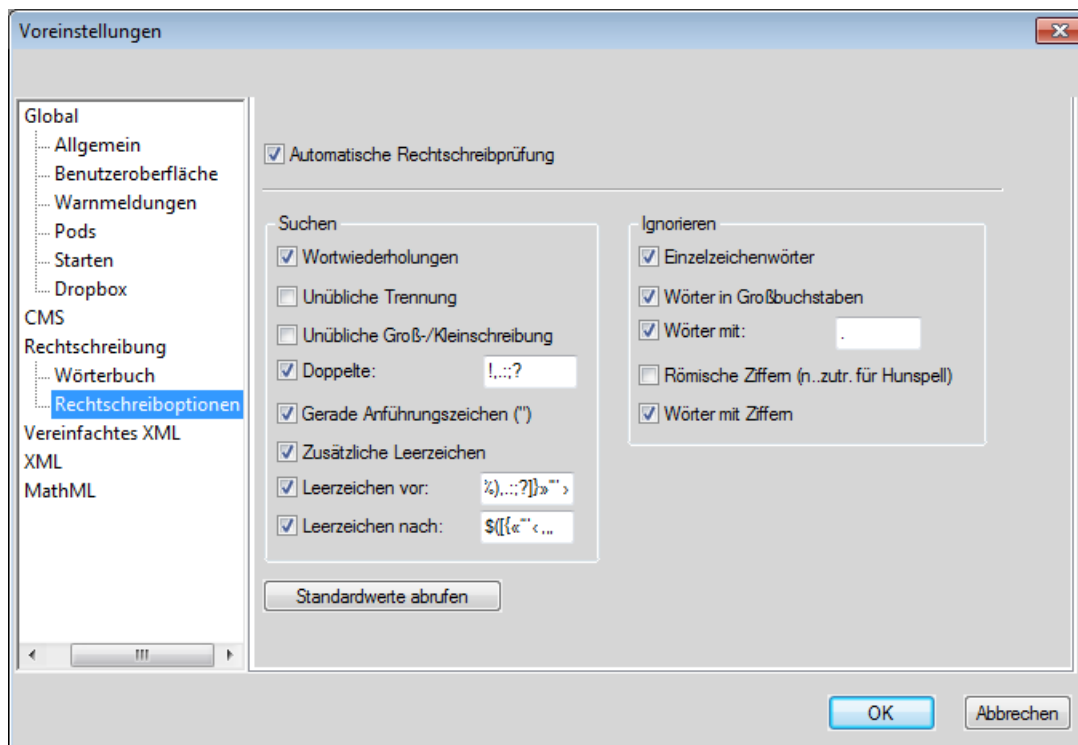 Voreinstellungen
Global
Allgemein
Benutzeroberfläche
Warnmeldungen
Pods
Starten
Dropbox
CMS
Rechtschreibung
Wörterbuch
Rechtschreiboptionen
Vereinfachtes XML
XML
MathML
Automatische Rechtschreibprüfung
Suchen
Wortwiederholungen
Unübliche Trennung
Unübliche Groß-/Kleinschreibung
Doppelte: !,.:;?
Gerade Anführungszeichen (")
Zusätzliche Leerzeichen
Leerzeichen vor: %),.:;?]}»"'›
Leerzeichen nach: $([{«"'‹‚„
Ignorieren
Einzelzeichenwörter
Wörter in Großbuchstaben
Wörter mit: .
Römische Ziffern (n..zutr. für Hunspell)
Wörter mit Ziffern
Standardwerte abrufen
OK
Abbrechen